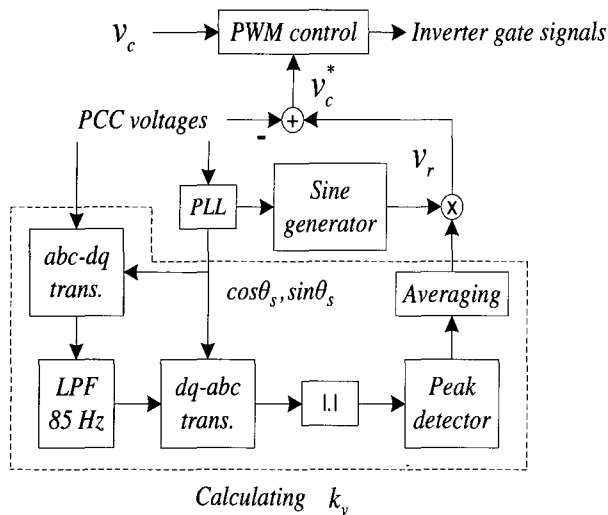 v_c
PWM control
Inverter gate signals
v_c^*
PCC voltages
-
+
v_r
PLL
Sine
generator
x
abc-dq
trans.
cosθ_s, sinθ_s
Averaging
LPF
85 Hz
dq-abc
trans.
|.|
Peak
detector
Calculating k_v